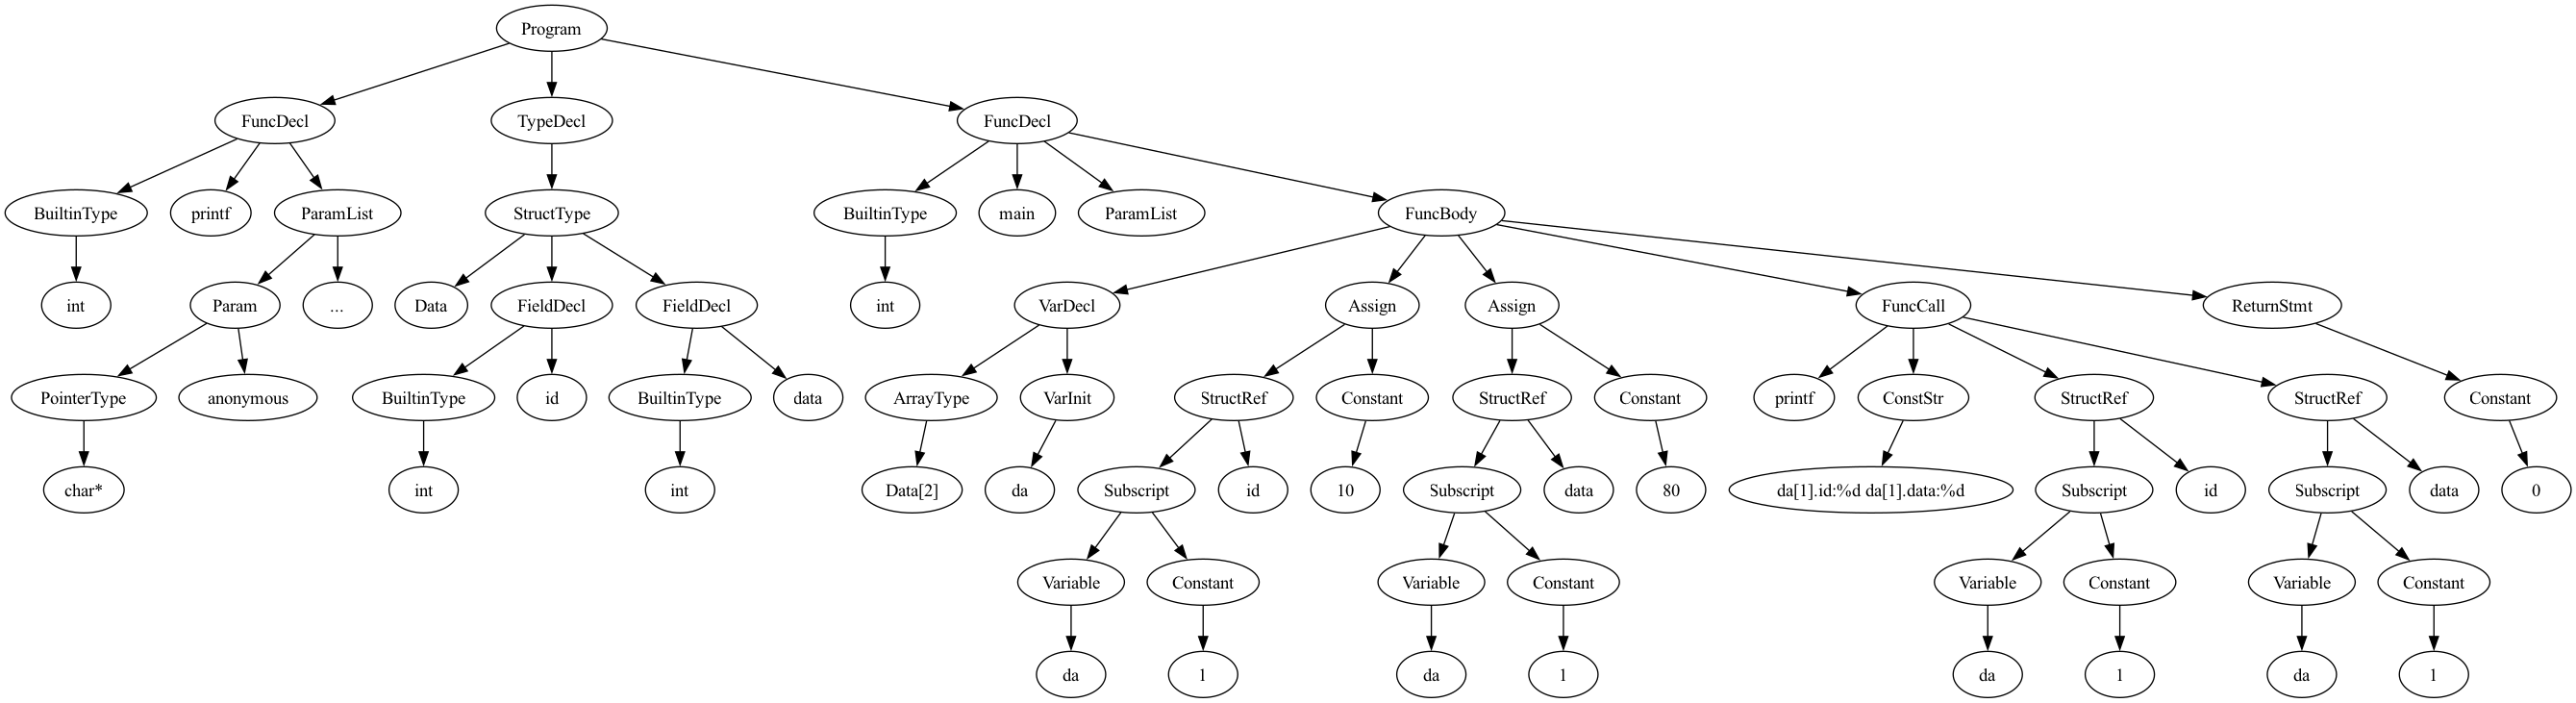 Program
FuncDecl TypeDecl FuncDecl
BuiltinType printf ParamList StructType BuiltinType main ParamList FuncBody
int Param ... Data FieldDecl FieldDecl int VarDecl Assign Assign FuncCall ReturnStmt
PointerType anonymous BuiltinType id BuiltinType data ArrayType VarInit StructRef Constant StructRef Constant printf ConstStr StructRef StructRef Constant
char* int int Data[2] da Subscript id 10 Subscript data 80 da[1].id:%d da[1].data:%d Subscript id Subscript data 0
Variable Constant Variable Constant Variable Constant Variable Constant
da 1 da 1 da 1 da 1